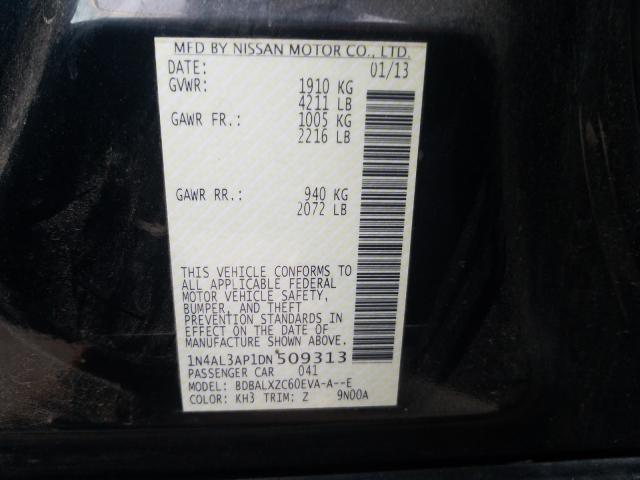 MFD BY NISSAN MOTOR CO., LTD.
DATE: 01/13
GVWR: 1910 KG
4211 LB
GAWR FR.: 1005 KG
2216 LB
GAWR RR.: 940 KG
2072 LB
THIS VEHICLE CONFORMS TO
ALL APPLICABLE FEDERAL
MOTOR VEHICLE SAFETY,
BUMPER, AND THEFT
PREVENTION STANDARDS IN
EFFECT ON THE DATE OF
MANUFACTURE SHOWN ABOVE.
1N4AL3AP1DN509313
PASSENGER CAR 041
MODEL: BDBALXZC60EVA-A--E
COLOR: KH3 TRIM: Z 9N00A